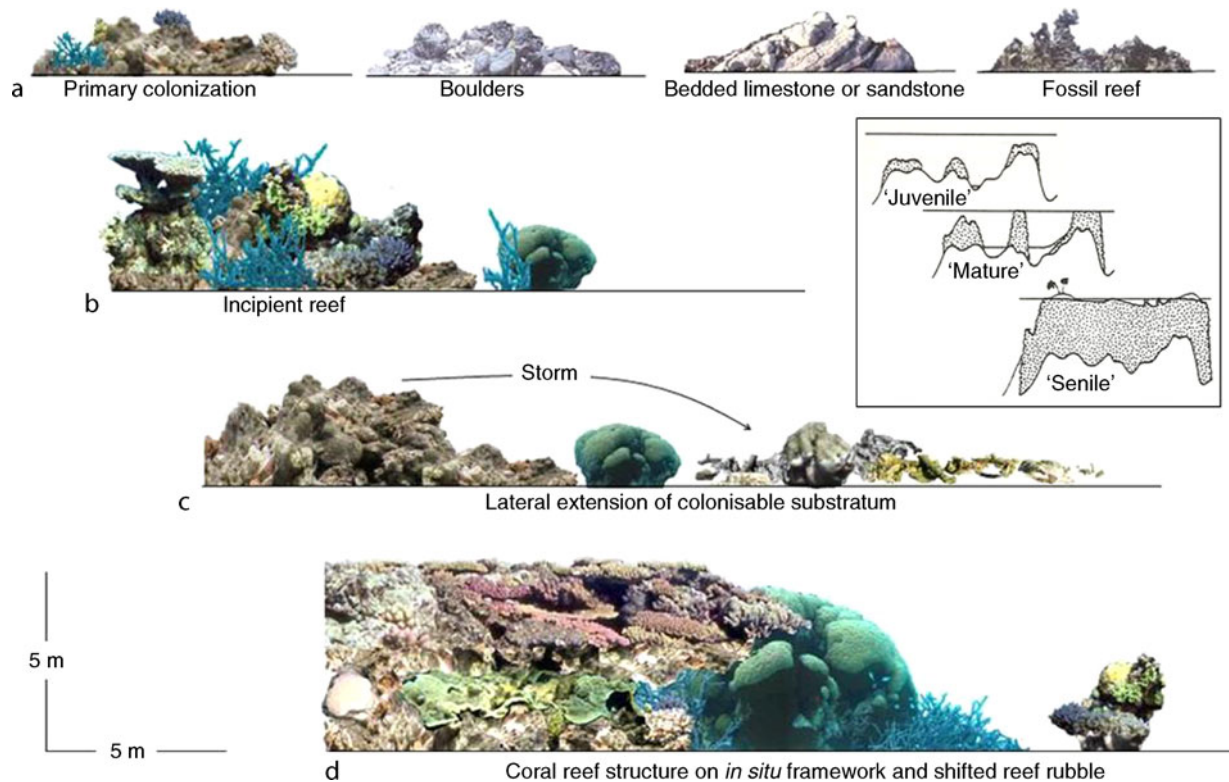 a
Primary colonization
Boulders
Bedded limestone or sandstone
Fossil reef
'Juvenile'
'Mature'
'Senile'
b
Incipient reef
Storm
c
Lateral extension of colonisable substratum
5 m
5 m
d
Coral reef structure on in situ framework and shifted reef rubble